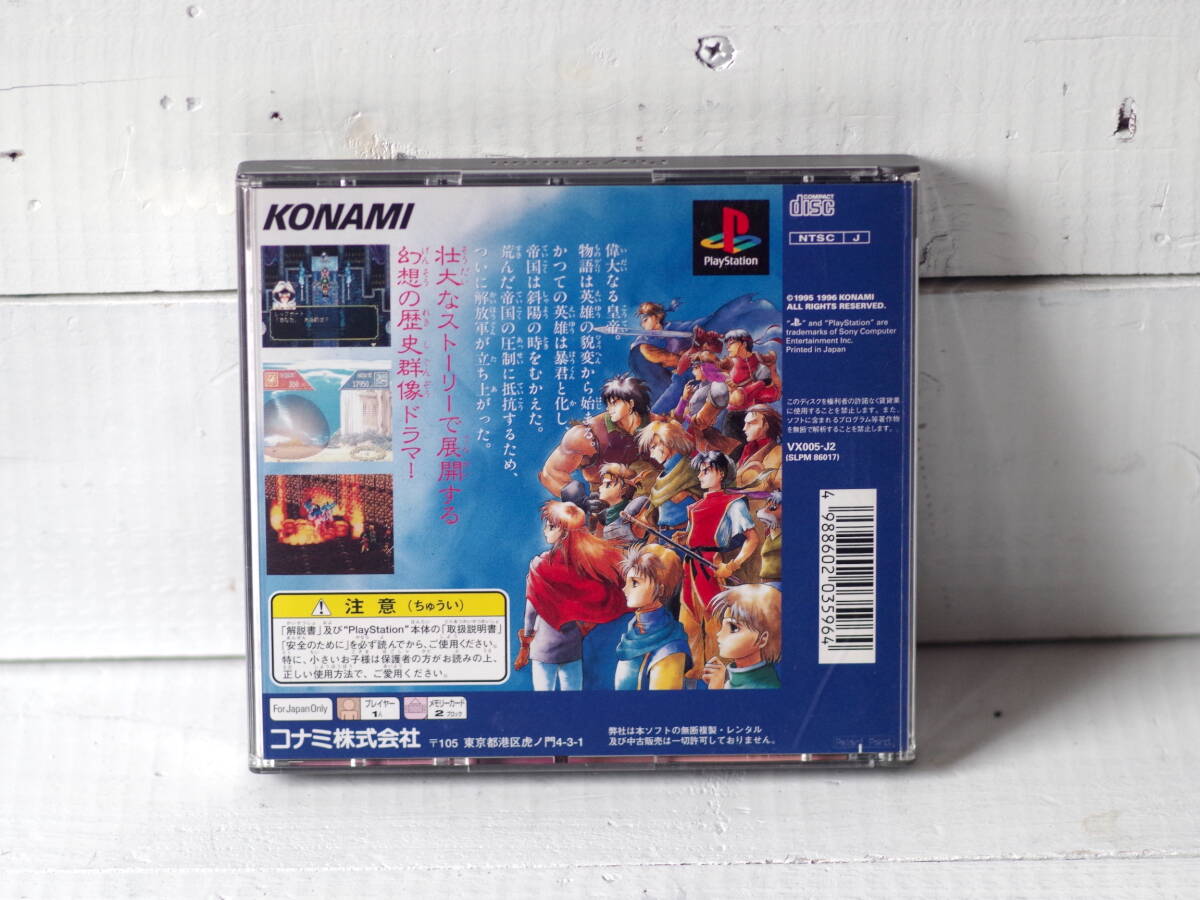 KONAMI
PlayStation
偉大なる皇帝。
物語は英雄の貌変から始まる。
かつての英雄は暴君と化し
帝国は斜陽の時をむかえた。
荒んだ帝国の圧制に抵抗するため、
ついに解放軍が立ち上がった。
壮大なストーリーで展開する
幻想の歴史群像ドラマ!
COMPACT
disc
NTSC J
©1995 1996 KONAMI
ALL RIGHTS RESERVED.
" " and "PlayStation" are
trademarks of Sony Computer
Entertainment Inc.
Printed in Japan
このディスクを権利者の許諾なく賃貸業
に使用することを禁止します。また、
ソフトに含まれるプログラム等著作物
を無断で解析することを禁止します。
VX005-J2
(SLPM 86017)
4 988602 035964
注意(ちゅうい)
「解説書」及び"PlayStation"本体の「取扱説明書」
「安全のために」を必ず読んでから、ご使用ください。
特に、小さいお子様は保護者の方がお読みの上、
正しい使用方法で、ご愛用ください。
For Japan Only
プレイヤー
1人
メモリーカード
2ブロック
コナミ株式会社 〒105 東京都港区虎ノ門4-3-1
弊社は本ソフトの無断複製・レンタル
及び中古販売は一切許可しておりません。